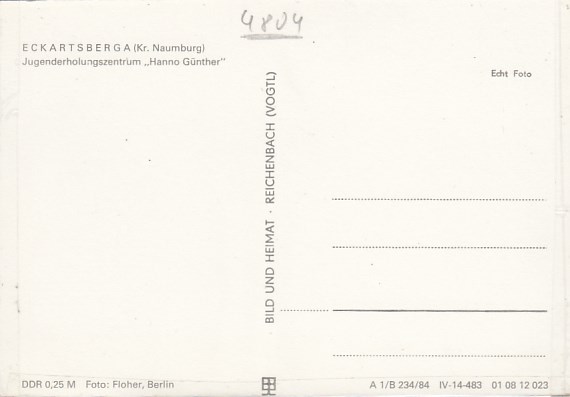 4804
ECKARTSBERGA (Kr. Naumburg)
Jugenderholungszentrum „Hanno Günther"
Echt Foto
BILD UND HEIMAT · REICHENBACH (VOGTL)
DDR 0,25 M Foto: Floher, Berlin
A 1/B 234/84 IV-14-483 01 08 12 023